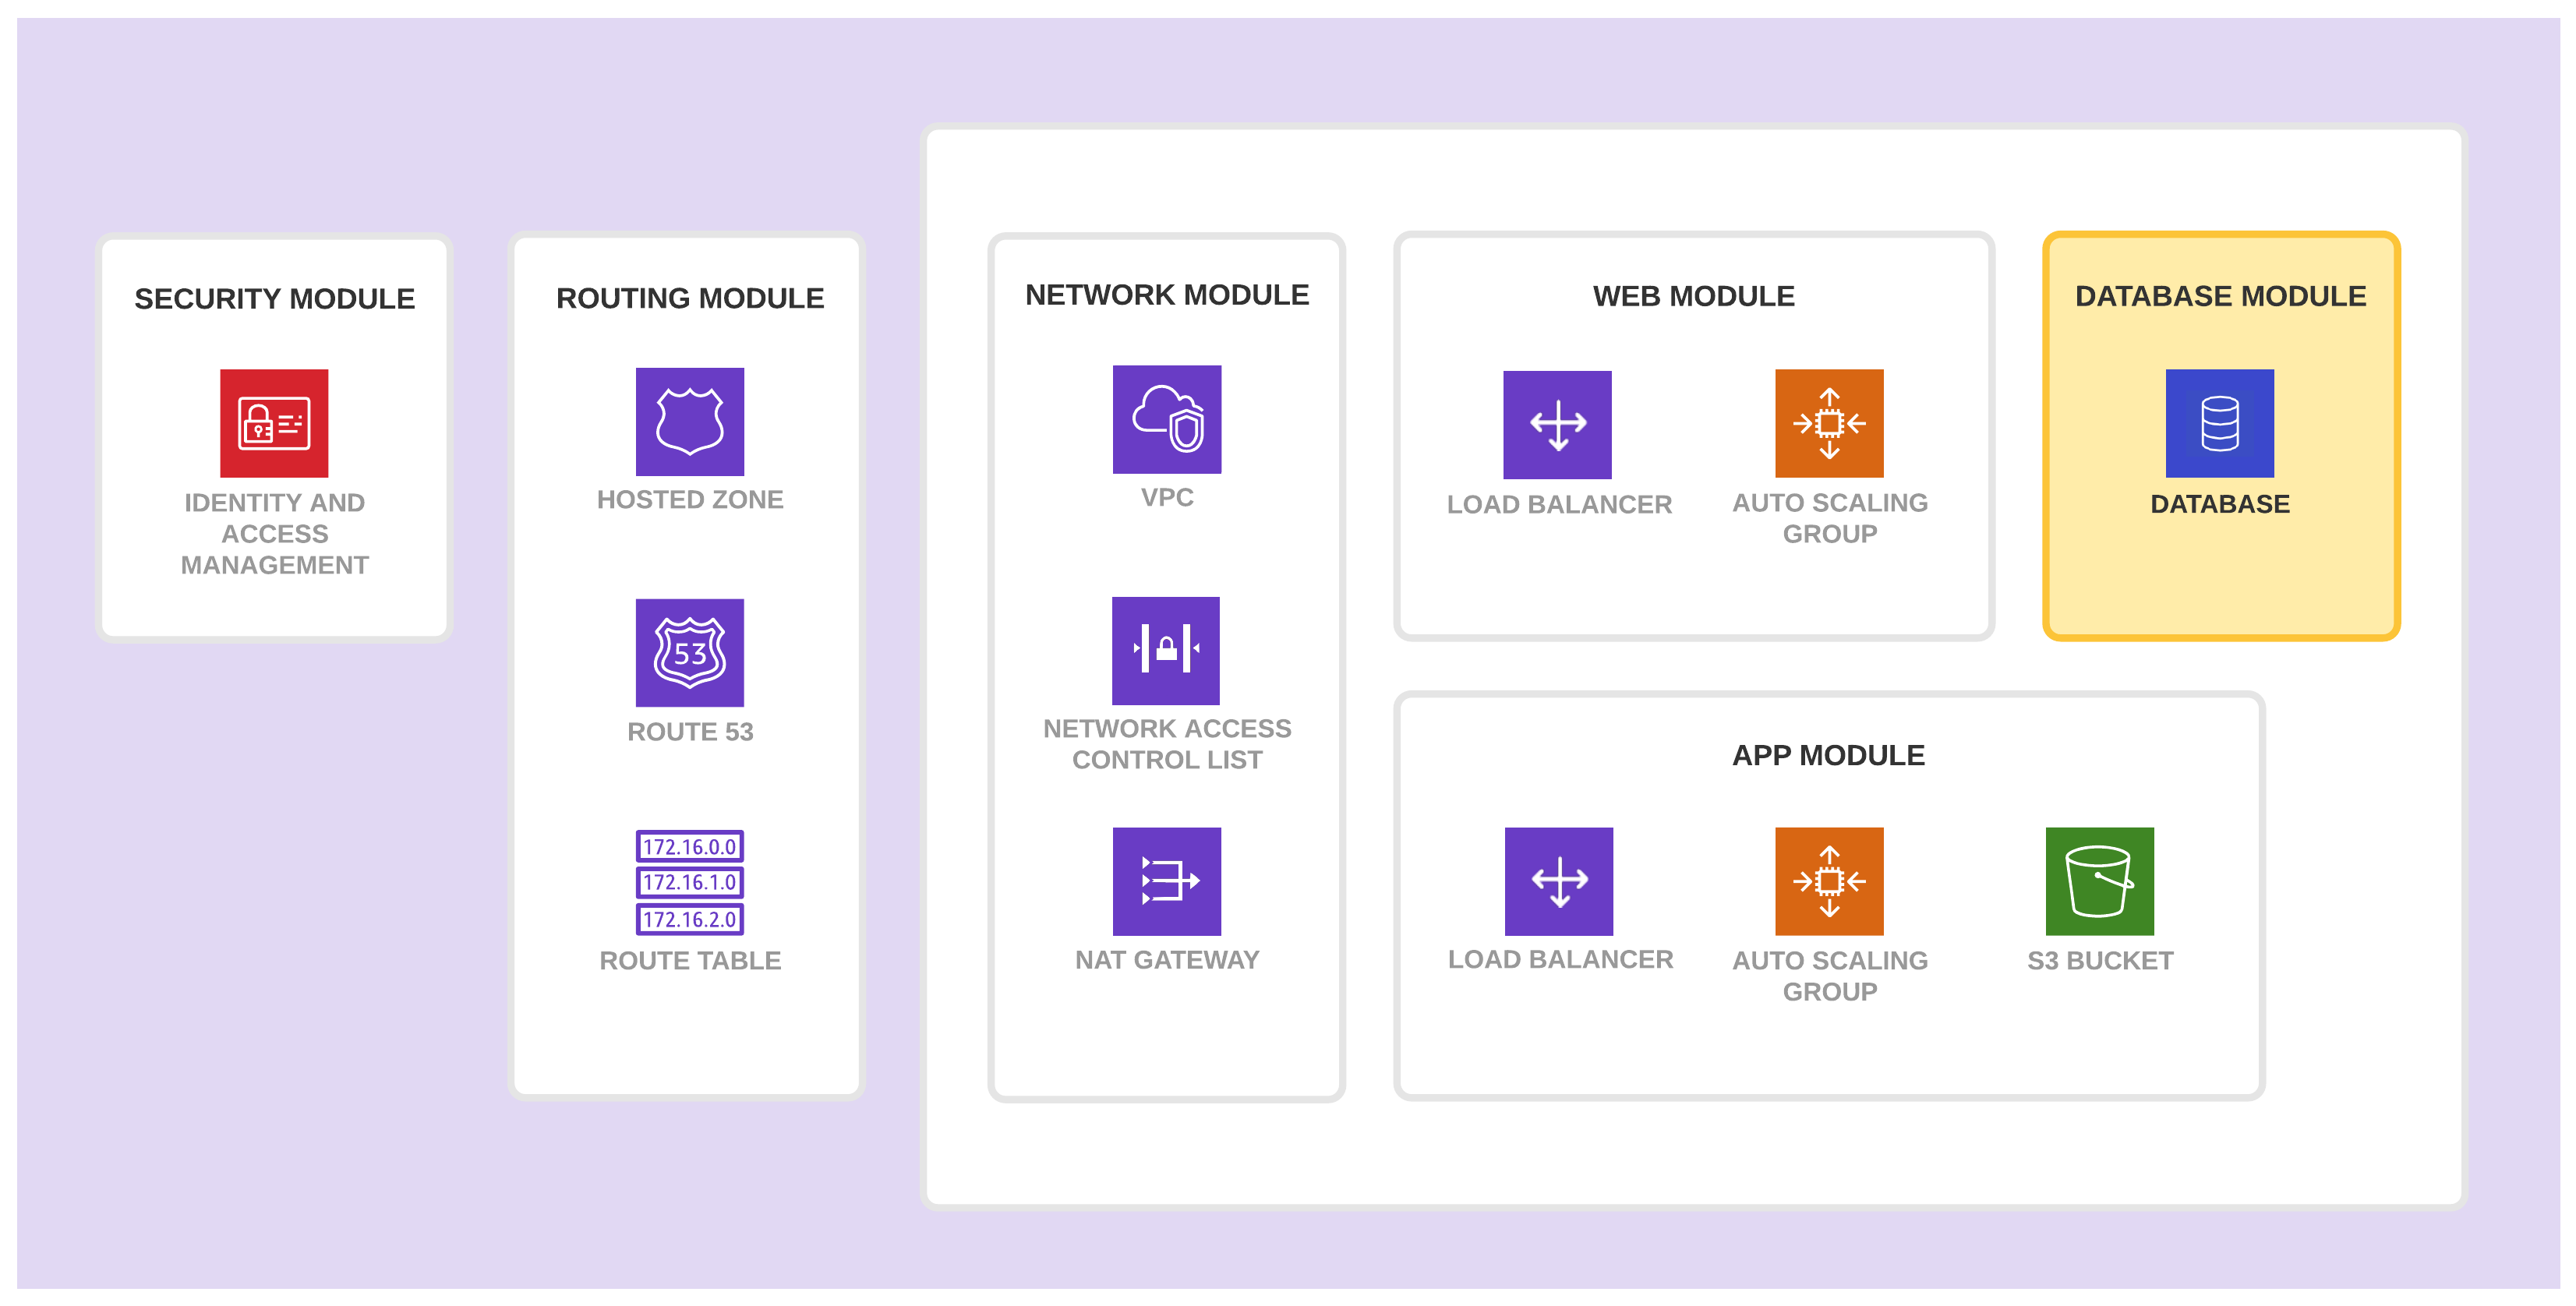 SECURITY MODULE
IDENTITY AND
ACCESS
MANAGEMENT
ROUTING MODULE
HOSTED ZONE
53
ROUTE 53
172.16.0.0
172.16.1.0
172.16.2.0
ROUTE TABLE
NETWORK MODULE
VPC
NETWORK ACCESS
CONTROL LIST
NAT GATEWAY
WEB MODULE
LOAD BALANCER
AUTO SCALING
GROUP
DATABASE MODULE
DATABASE
APP MODULE
LOAD BALANCER
AUTO SCALING
GROUP
S3 BUCKET